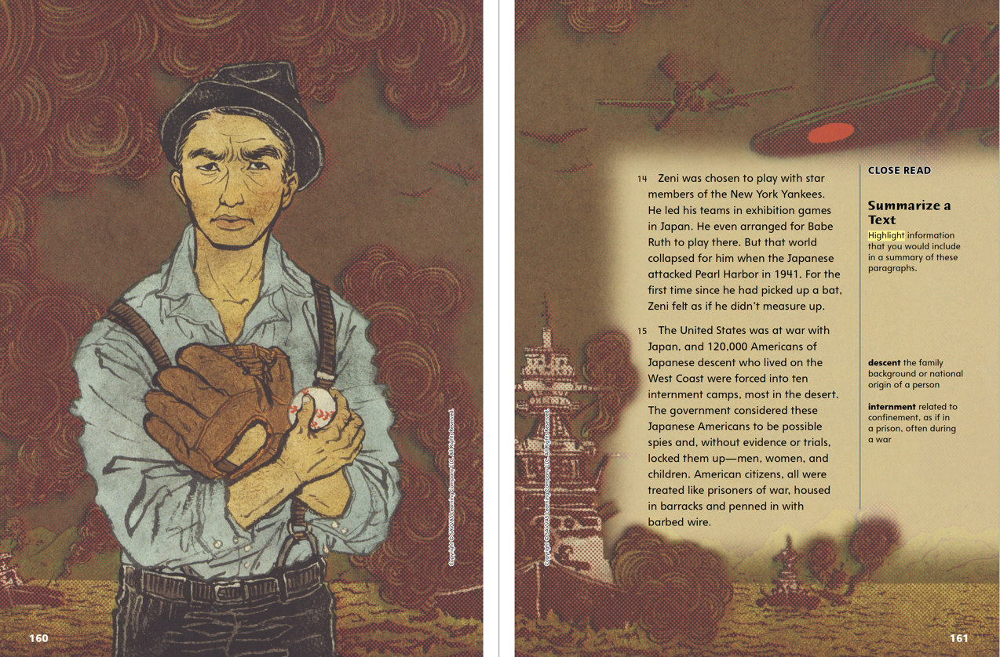 Copyright © SAVVAS Learning Company LLC. All Rights Reserved.
160
14 Zeni was chosen to play with star
members of the New York Yankees.
He led his teams in exhibition games
in Japan. He even arranged for Babe
Ruth to play there. But that world
collapsed for him when the Japanese
attacked Pearl Harbor in 1941. For the
first time since he had picked up a bat,
Zeni felt as if he didn’t measure up.
15 The United States was at war with
Japan, and 120,000 Americans of
Japanese descent who lived on the
West Coast were forced into ten
internment camps, most in the desert.
The government considered these
Japanese Americans to be possible
spies and, without evidence or trials,
locked them up—men, women, and
children. American citizens, all were
treated like prisoners of war, housed
in barracks and penned in with
barbed wire.
CLOSE READ
Summarize a
Text
Highlight information
that you would include
in a summary of these
paragraphs.
descent the family
background or national
origin of a person
internment related to
confinement, as if in
a prison, often during
a war
Copyright © SAVVAS Learning Company LLC. All Rights Reserved.
161